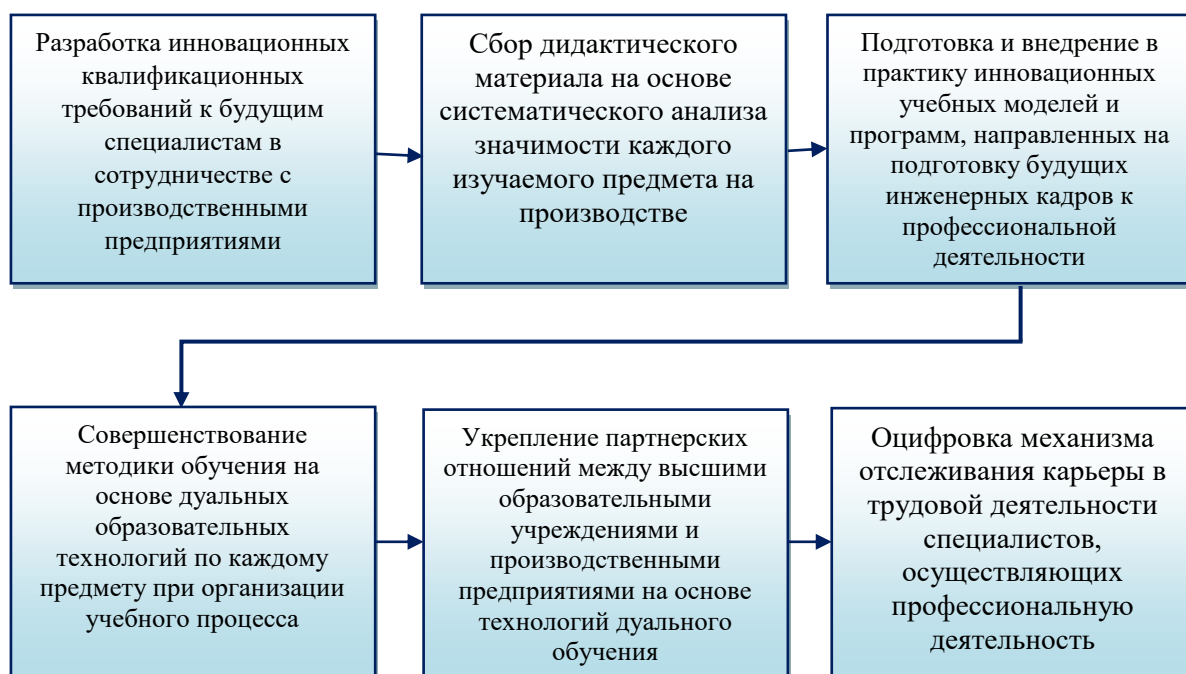 Разработка инновационных
квалификационных
требований к будущим
специалистам в
сотрудничестве с
производственными
предприятиями
Сбор дидактического
материала на основе
систематического анализа
значимости каждого
изучаемого предмета на
производстве
Подготовка и внедрение в
практику инновационных
учебных моделей и
программ, направленных на
подготовку будущих
инженерных кадров к
профессиональной
деятельности
Совершенствование
методики обучения на
основе дуальных
образовательных
технологий по каждому
предмету при организации
учебного процесса
Укрепление партнерских
отношений между высшими
образовательными
учреждениями и
производственными
предприятиями на основе
технологий дуального
обучения
Оцифровка механизма
отслеживания карьеры в
трудовой деятельности
специалистов,
осуществляющих
профессиональную
деятельность